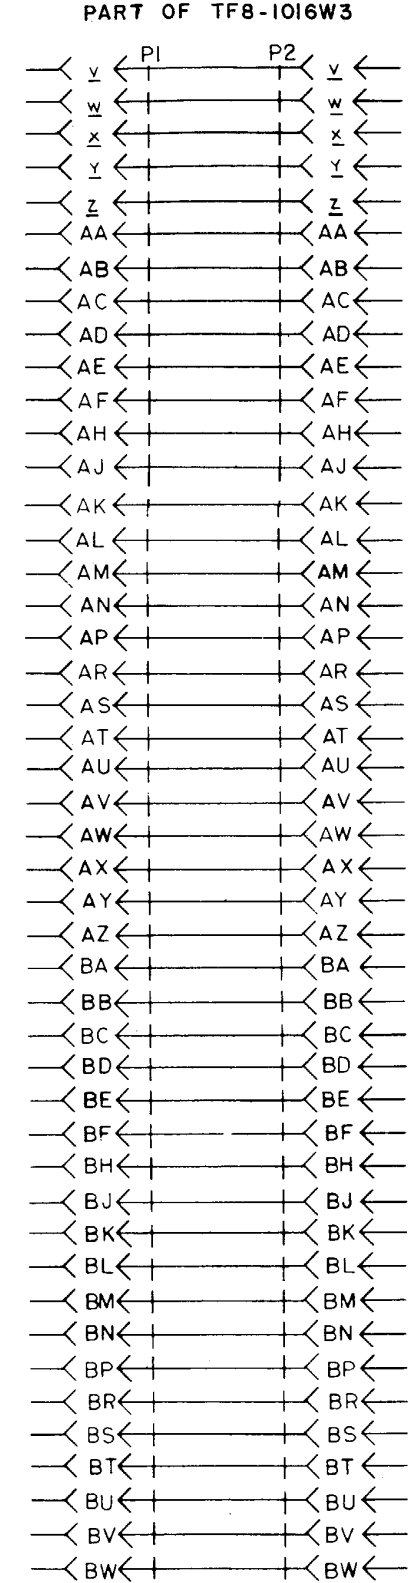 PART OF TF8-1016W3
P1 P2
v v
w w
x x
Y Y
z z
AA AA
AB AB
AC AC
AD AD
AE AE
AF AF
AH AH
AJ AJ
AK AK
AL AL
AM AM
AN AN
AP AP
AR AR
AS AS
AT AT
AU AU
AV AV
AW AW
AX AX
AY AY
AZ AZ
BA BA
BB BB
BC BC
BD BD
BE BE
BF BF
BH BH
BJ BJ
BK BK
BL BL
BM BM
BN BN
BP BP
BR BR
BS BS
BT BT
BU BU
BV BV
BW BW